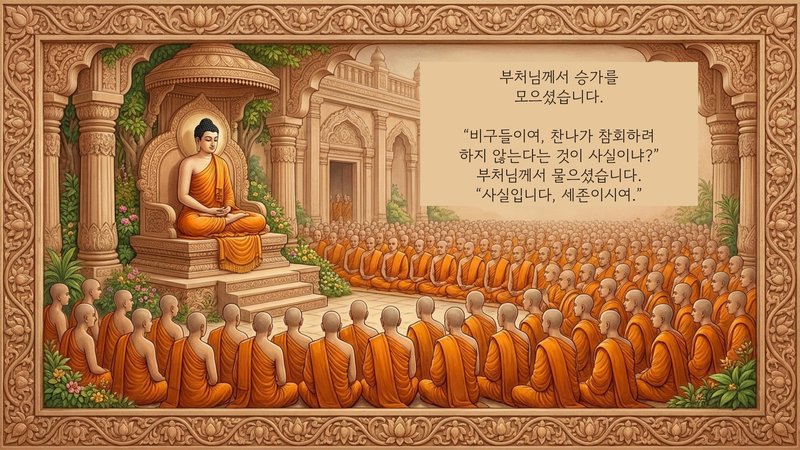 부처님께서 승가를
모으셨습니다.
“비구들이여, 찬나가 참회하려
하지 않는다는 것이 사실이냐?”
부처님께서 물으셨습니다.
“사실입니다, 세존이시여.”